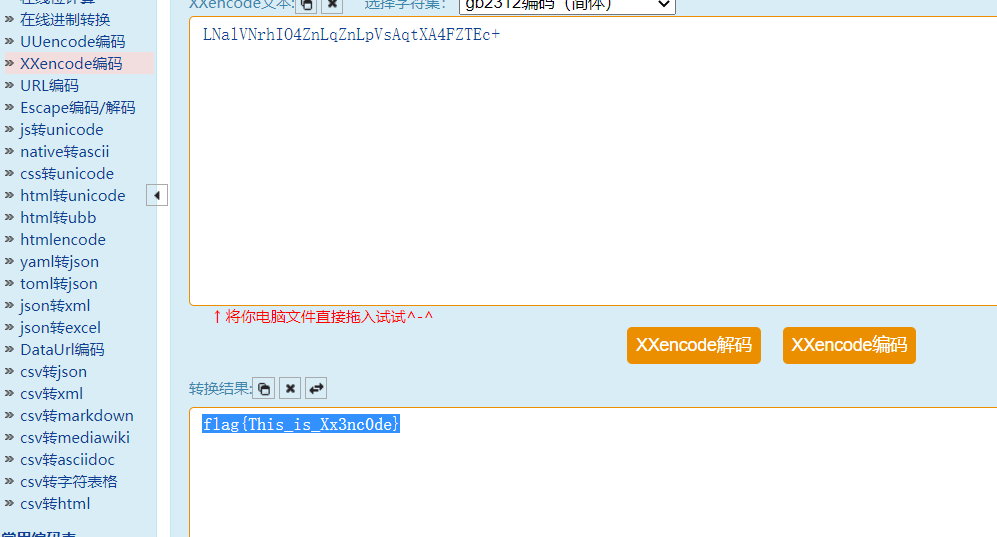 XXencode文本:
选择字符集:
gb2312编码（简体）
在线进制转换
UUencode编码
XXencode编码
URL编码
Escape编码/解码
js转unicode
native转ascii
css转unicode
html转unicode
html转ubb
htmlencode
yaml转json
toml转json
json转xml
json转excel
DataUrl编码
csv转json
csv转xml
csv转markdown
csv转mediawiki
csv转asciidoc
csv转字符表格
csv转html
LNalVNrhIO4ZnLqZnLpVsAqtXA4FZTEc+
↑将你电脑文件直接拖入试试^-^
XXencode解码
XXencode编码
转换结果:
flag{This_is_Xx3nc0de}